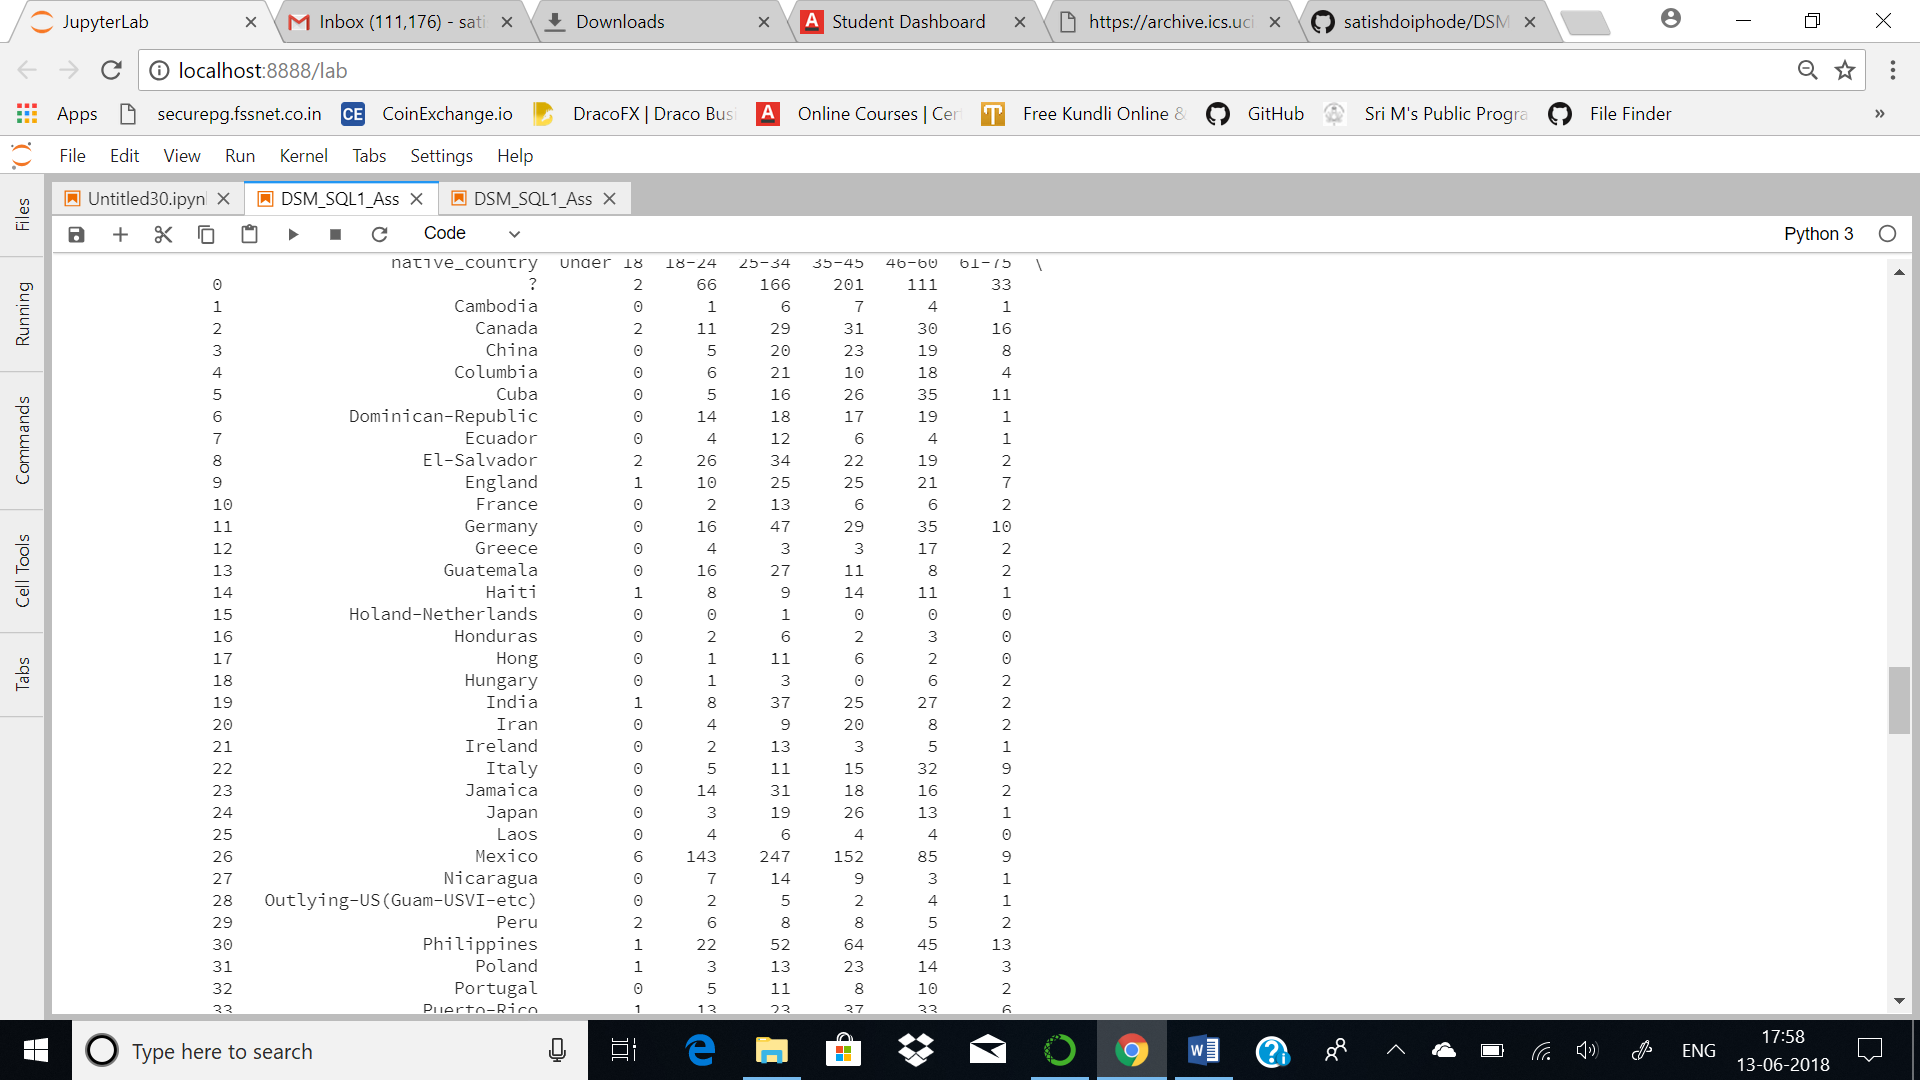 JupyterLab
Inbox (111,176) - sati
Downloads
Student Dashboard
https://archive.ics.uci
satishdoiphode/DSM
localhost:8888/lab
Apps securepg.fssnet.co.in CE CoinExchange.io DracoFX | Draco Busi A Online Courses | Cer Free Kundli Online & GitHub Sri M's Public Progra File Finder »
File Edit View Run Kernel Tabs Settings Help
Untitled30.ipyn DSM_SQL1_Ass DSM_SQL1_Ass
Code Python 3
Files
Running
Commands
Cell Tools
Tabs
native_country Under 18 18-24 25-34 35-45 46-60 61-75 \
0 ? 2 66 166 201 111 33
1 Cambodia 0 1 6 7 4 1
2 Canada 2 11 29 31 30 16
3 China 0 5 20 23 19 8
4 Columbia 0 6 21 10 18 4
5 Cuba 0 5 16 26 35 11
6 Dominican-Republic 0 14 18 17 19 1
7 Ecuador 0 4 12 6 4 1
8 El-Salvador 2 26 34 22 19 2
9 England 1 10 25 25 21 7
10 France 0 2 13 6 6 2
11 Germany 0 16 47 29 35 10
12 Greece 0 4 3 3 17 2
13 Guatemala 0 16 27 11 8 2
14 Haiti 1 8 9 14 11 1
15 Holand-Netherlands 0 0 1 0 0 0
16 Honduras 0 2 6 2 3 0
17 Hong 0 1 11 6 2 0
18 Hungary 0 1 3 0 6 2
19 India 1 8 37 25 27 2
20 Iran 0 4 9 20 8 2
21 Ireland 0 2 13 3 5 1
22 Italy 0 5 11 15 32 9
23 Jamaica 0 14 31 18 16 2
24 Japan 0 3 19 26 13 1
25 Laos 0 4 6 4 4 0
26 Mexico 6 143 247 152 85 9
27 Nicaragua 0 7 14 9 3 1
28 Outlying-US(Guam-USVI-etc) 0 2 5 2 4 1
29 Peru 2 6 8 8 5 2
30 Philippines 1 22 52 64 45 13
31 Poland 1 3 13 23 14 3
32 Portugal 0 5 11 8 10 2
33 Puerto-Rico 1 13 23 37 33 6
Type here to search
ENG
17:58
13-06-2018